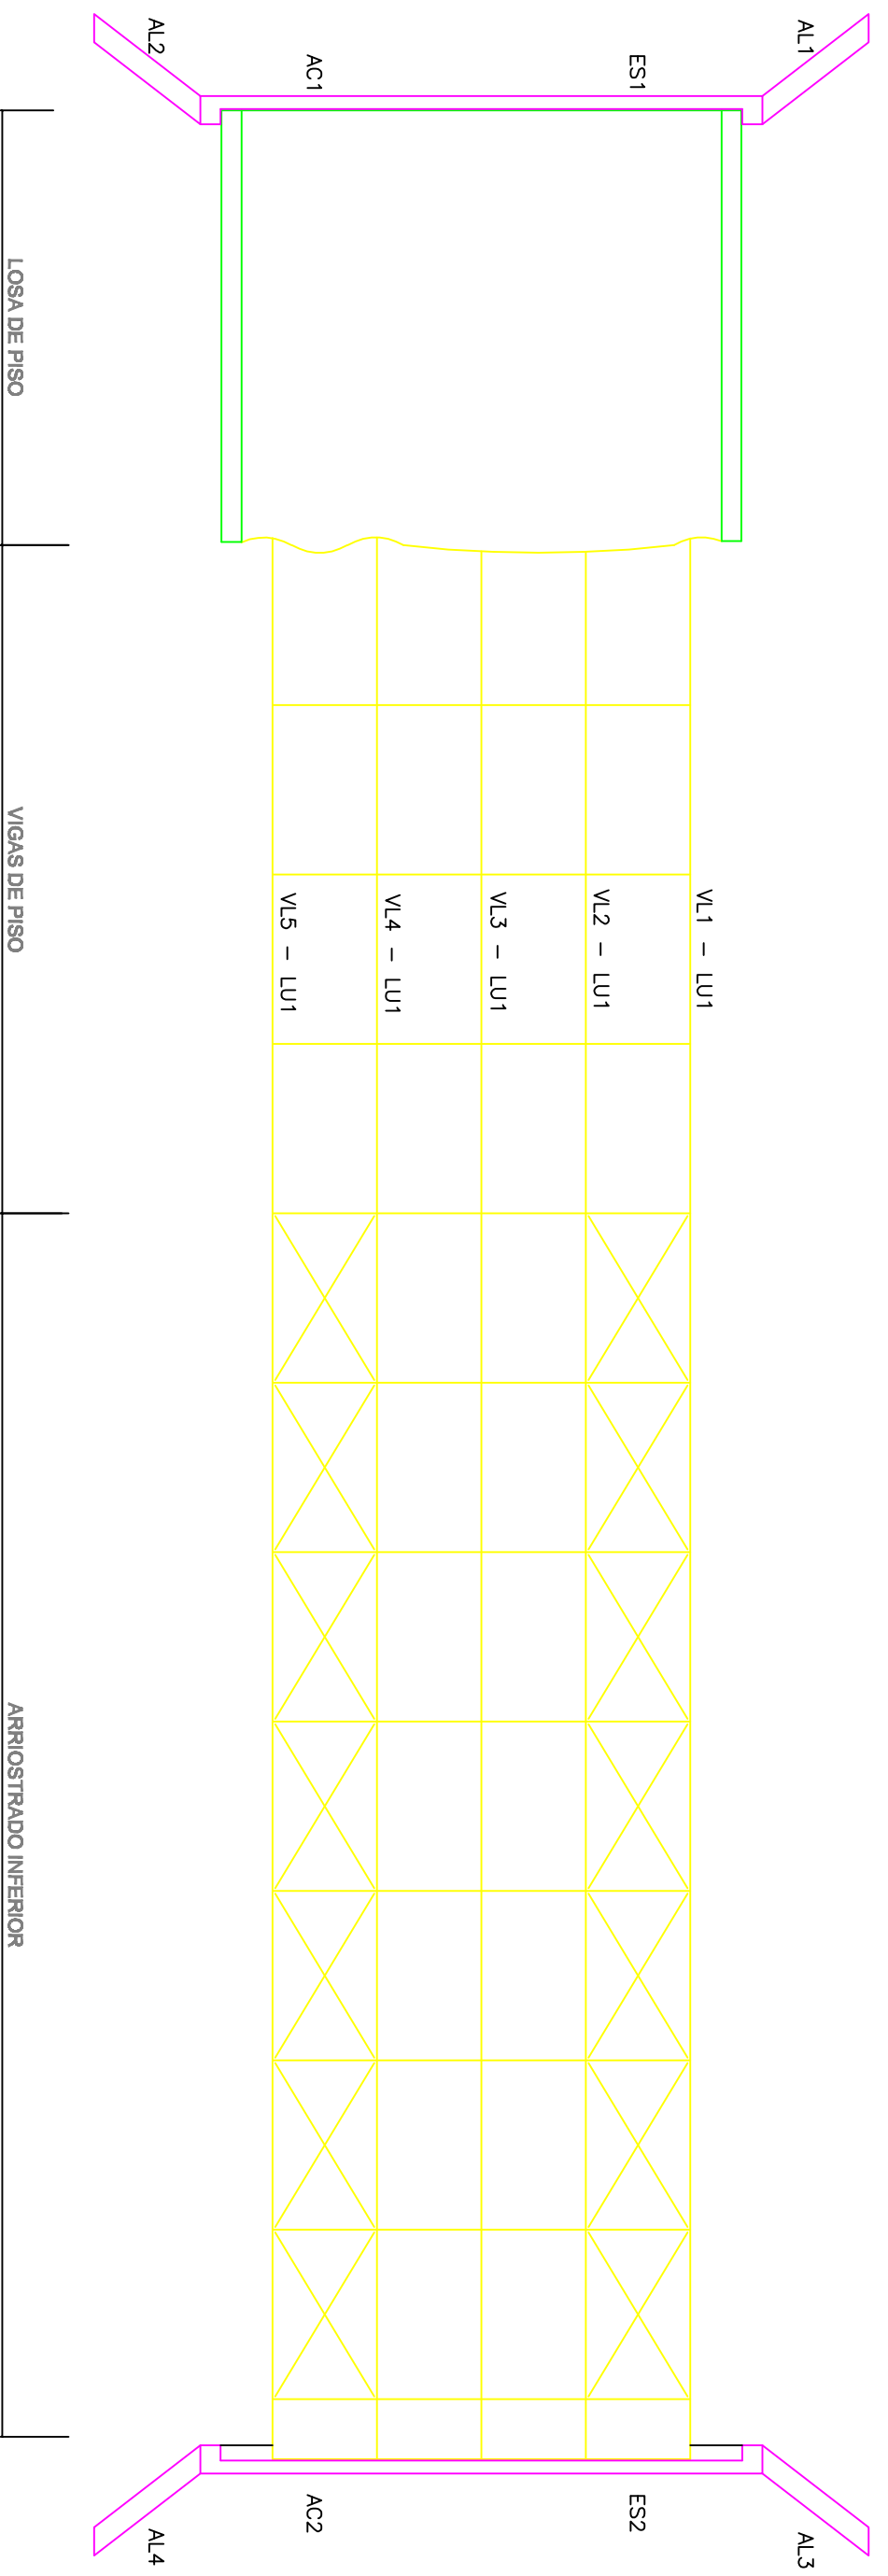 AL1
ES1
AC1
AL2
VL1 – LU1
VL2 – LU1
VL3 – LU1
VL4 – LU1
VL5 – LU1
AL3
ES2
AC2
AL4
LOSA DE PISO
VIGAS DE PISO
ARRIOSTRADO INFERIOR